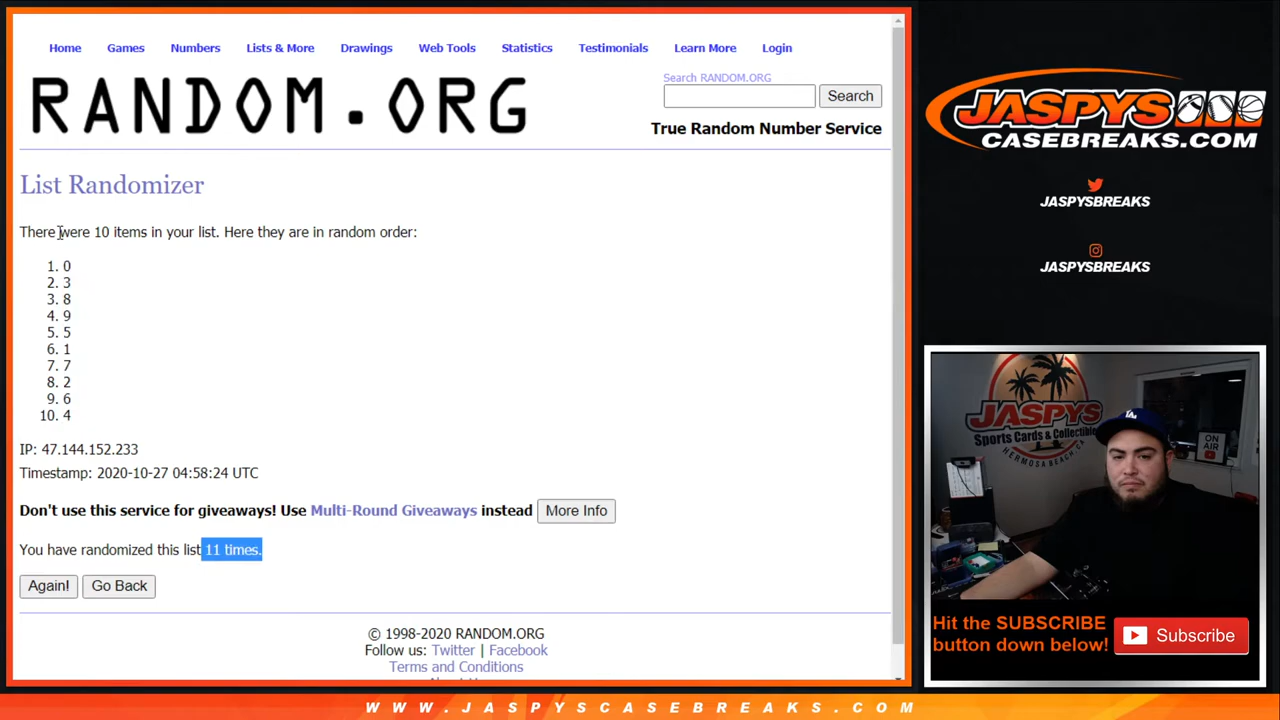 Home Games Numbers Lists & More Drawings Web Tools Statistics Testimonials Learn More Login
RANDOM.ORG
Search RANDOM.ORG
Search
True Random Number Service
List Randomizer
There were 10 items in your list. Here they are in random order:
1. 0
2. 3
3. 8
4. 9
5. 5
6. 1
7. 7
8. 2
9. 6
10. 4
IP: 47.144.152.233
Timestamp: 2020-10-27 04:58:24 UTC
Don't use this service for giveaways! Use Multi-Round Giveaways instead More Info
You have randomized this list 11 times.
Again! Go Back
© 1998-2020 RANDOM.ORG
Follow us: Twitter | Facebook
Terms and Conditions
JASPYS
CASEBREAKS.COM
JASPYSBREAKS
JASPYSBREAKS
JASPYS
Sports Cards & Collectibles
HERMOSA BEACH, CA
ON
AIR
LA
Hit the SUBSCRIBE
button down below!
Subscribe
WWW.JASPYSCASEBREAKS.COM